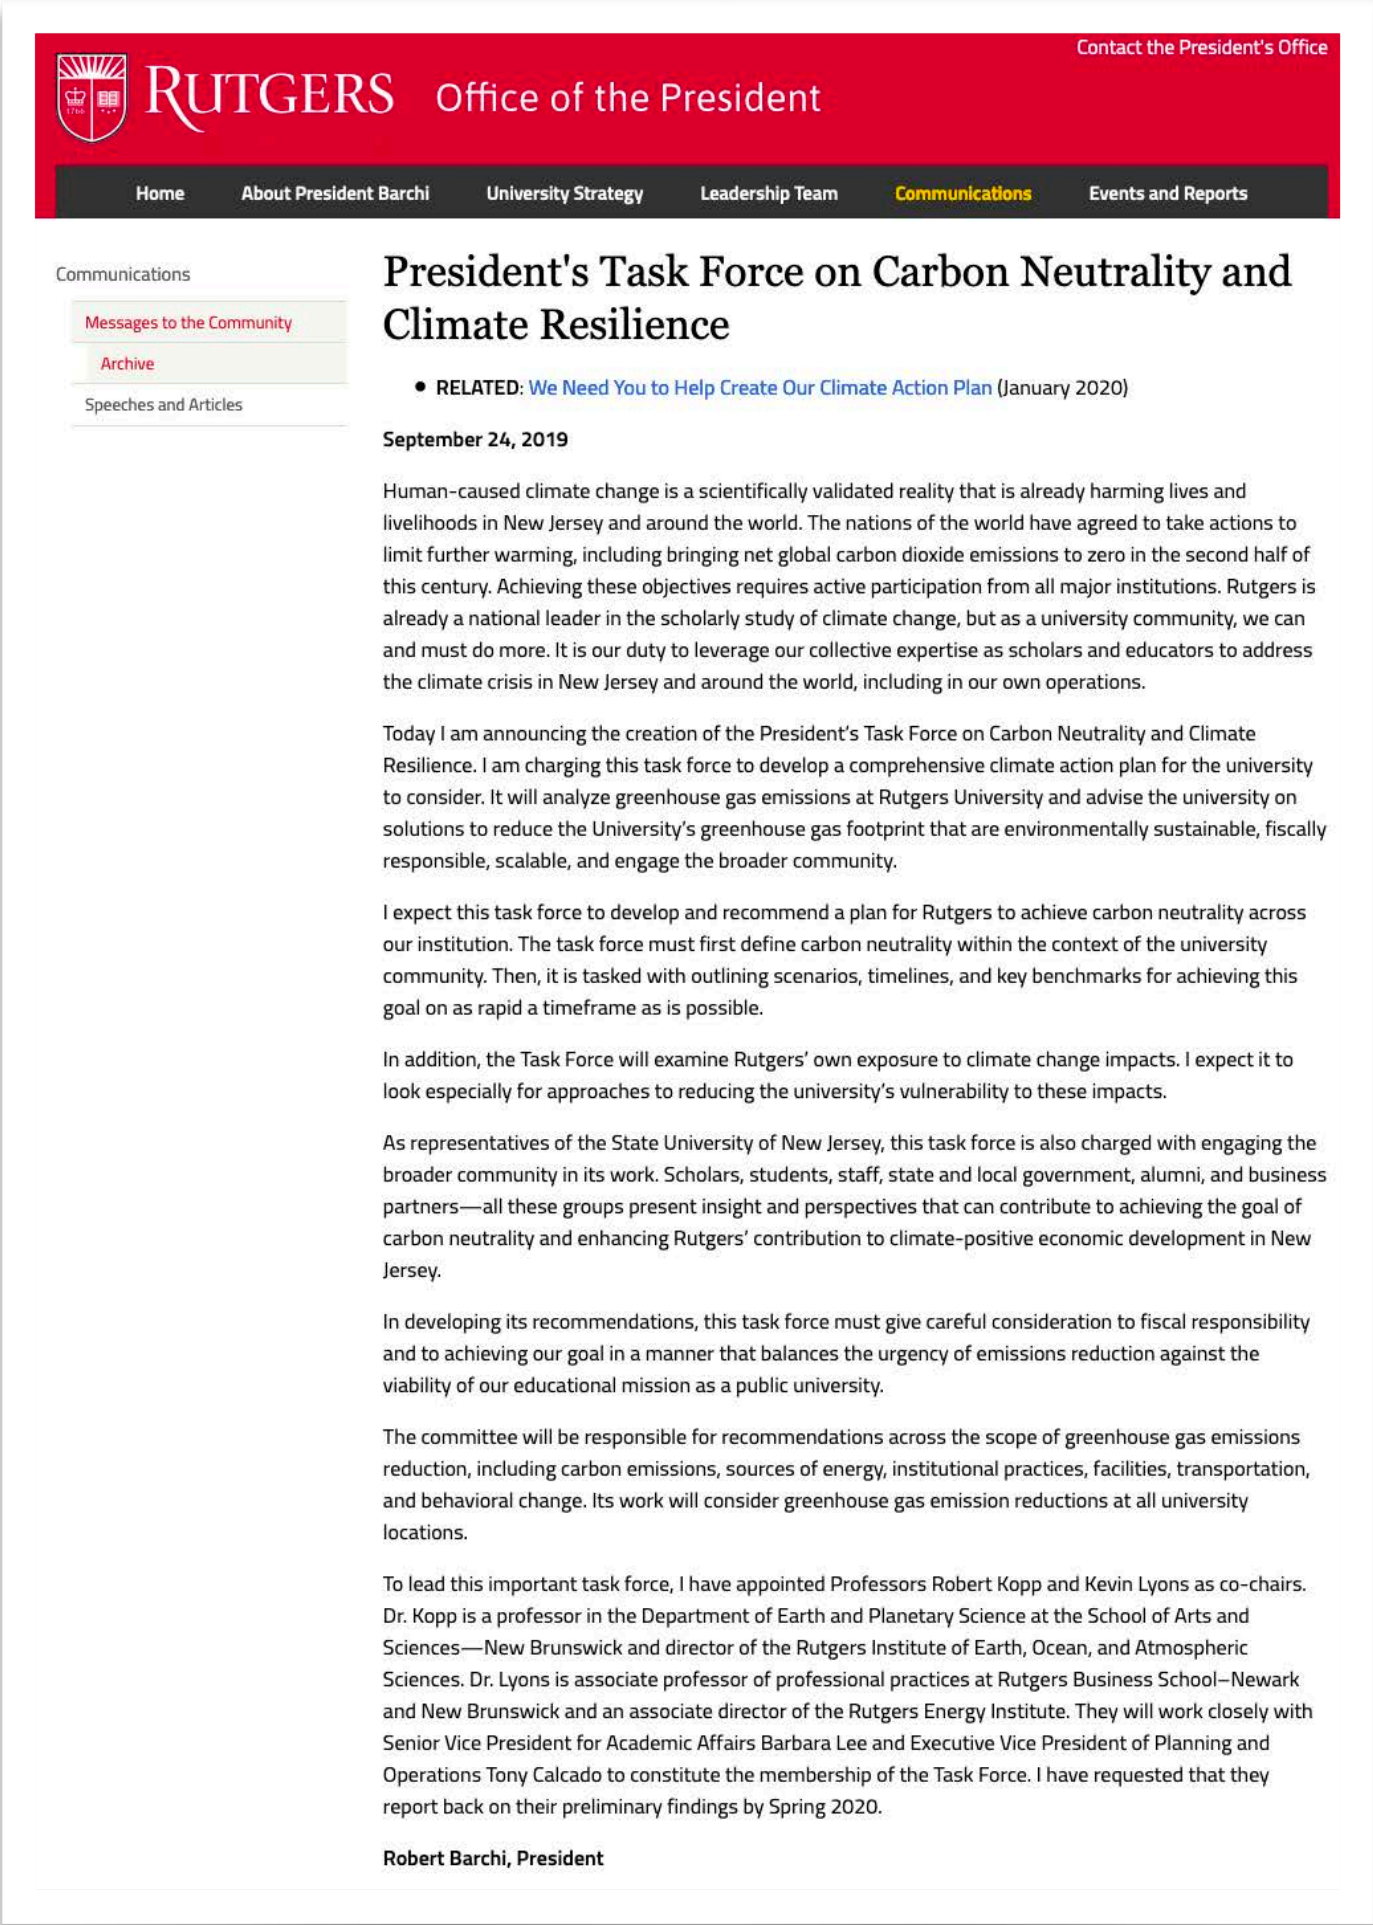 Contact the President's Office
1766
RUTGERS Office of the President
Home About President Barchi University Strategy Leadership Team Communications Events and Reports
Communications
Messages to the Community
Archive
Speeches and Articles
President's Task Force on Carbon Neutrality and
Climate Resilience
• RELATED: We Need You to Help Create Our Climate Action Plan (January 2020)
September 24, 2019
Human-caused climate change is a scientifically validated reality that is already harming lives and
livelihoods in New Jersey and around the world. The nations of the world have agreed to take actions to
limit further warming, including bringing net global carbon dioxide emissions to zero in the second half of
this century. Achieving these objectives requires active participation from all major institutions. Rutgers is
already a national leader in the scholarly study of climate change, but as a university community, we can
and must do more. It is our duty to leverage our collective expertise as scholars and educators to address
the climate crisis in New Jersey and around the world, including in our own operations.
Today I am announcing the creation of the President’s Task Force on Carbon Neutrality and Climate
Resilience. I am charging this task force to develop a comprehensive climate action plan for the university
to consider. It will analyze greenhouse gas emissions at Rutgers University and advise the university on
solutions to reduce the University’s greenhouse gas footprint that are environmentally sustainable, fiscally
responsible, scalable, and engage the broader community.
I expect this task force to develop and recommend a plan for Rutgers to achieve carbon neutrality across
our institution. The task force must first define carbon neutrality within the context of the university
community. Then, it is tasked with outlining scenarios, timelines, and key benchmarks for achieving this
goal on as rapid a timeframe as is possible.
In addition, the Task Force will examine Rutgers’ own exposure to climate change impacts. I expect it to
look especially for approaches to reducing the university’s vulnerability to these impacts.
As representatives of the State University of New Jersey, this task force is also charged with engaging the
broader community in its work. Scholars, students, staff, state and local government, alumni, and business
partners—all these groups present insight and perspectives that can contribute to achieving the goal of
carbon neutrality and enhancing Rutgers’ contribution to climate-positive economic development in New
Jersey.
In developing its recommendations, this task force must give careful consideration to fiscal responsibility
and to achieving our goal in a manner that balances the urgency of emissions reduction against the
viability of our educational mission as a public university.
The committee will be responsible for recommendations across the scope of greenhouse gas emissions
reduction, including carbon emissions, sources of energy, institutional practices, facilities, transportation,
and behavioral change. Its work will consider greenhouse gas emission reductions at all university
locations.
To lead this important task force, I have appointed Professors Robert Kopp and Kevin Lyons as co-chairs.
Dr. Kopp is a professor in the Department of Earth and Planetary Science at the School of Arts and
Sciences—New Brunswick and director of the Rutgers Institute of Earth, Ocean, and Atmospheric
Sciences. Dr. Lyons is associate professor of professional practices at Rutgers Business School–Newark
and New Brunswick and an associate director of the Rutgers Energy Institute. They will work closely with
Senior Vice President for Academic Affairs Barbara Lee and Executive Vice President of Planning and
Operations Tony Calcado to constitute the membership of the Task Force. I have requested that they
report back on their preliminary findings by Spring 2020.
Robert Barchi, President